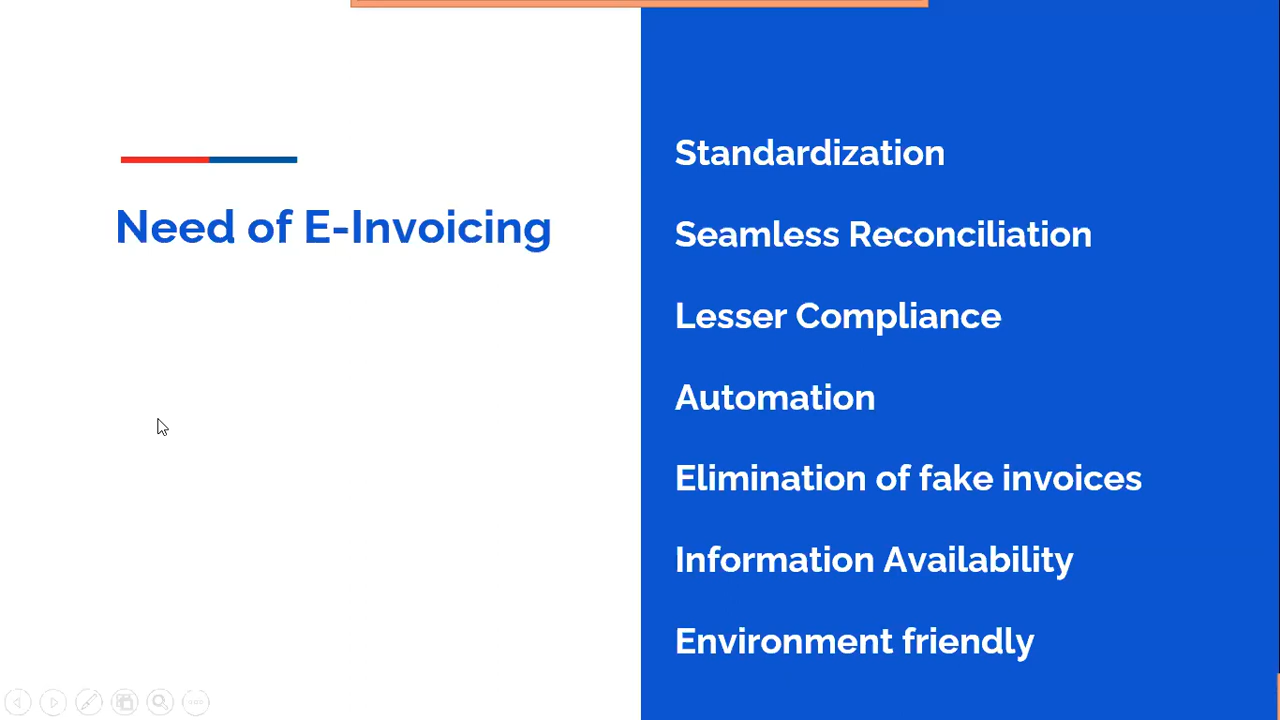 Need of E-Invoicing
Standardization
Seamless Reconciliation
Lesser Compliance
Automation
Elimination of fake invoices
Information Availability
Environment friendly